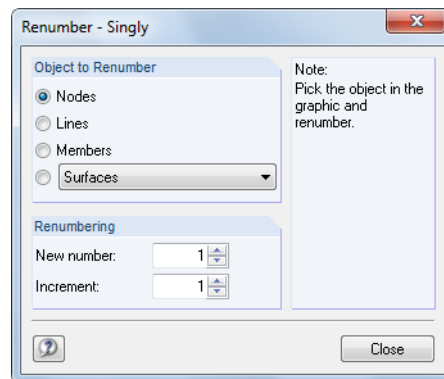 Renumber - Singly
Object to Renumber
Nodes
Lines
Members
Surfaces
Note:
Pick the object in the
graphic and
renumber.
Renumbering
New number: 1
Increment: 1
Close